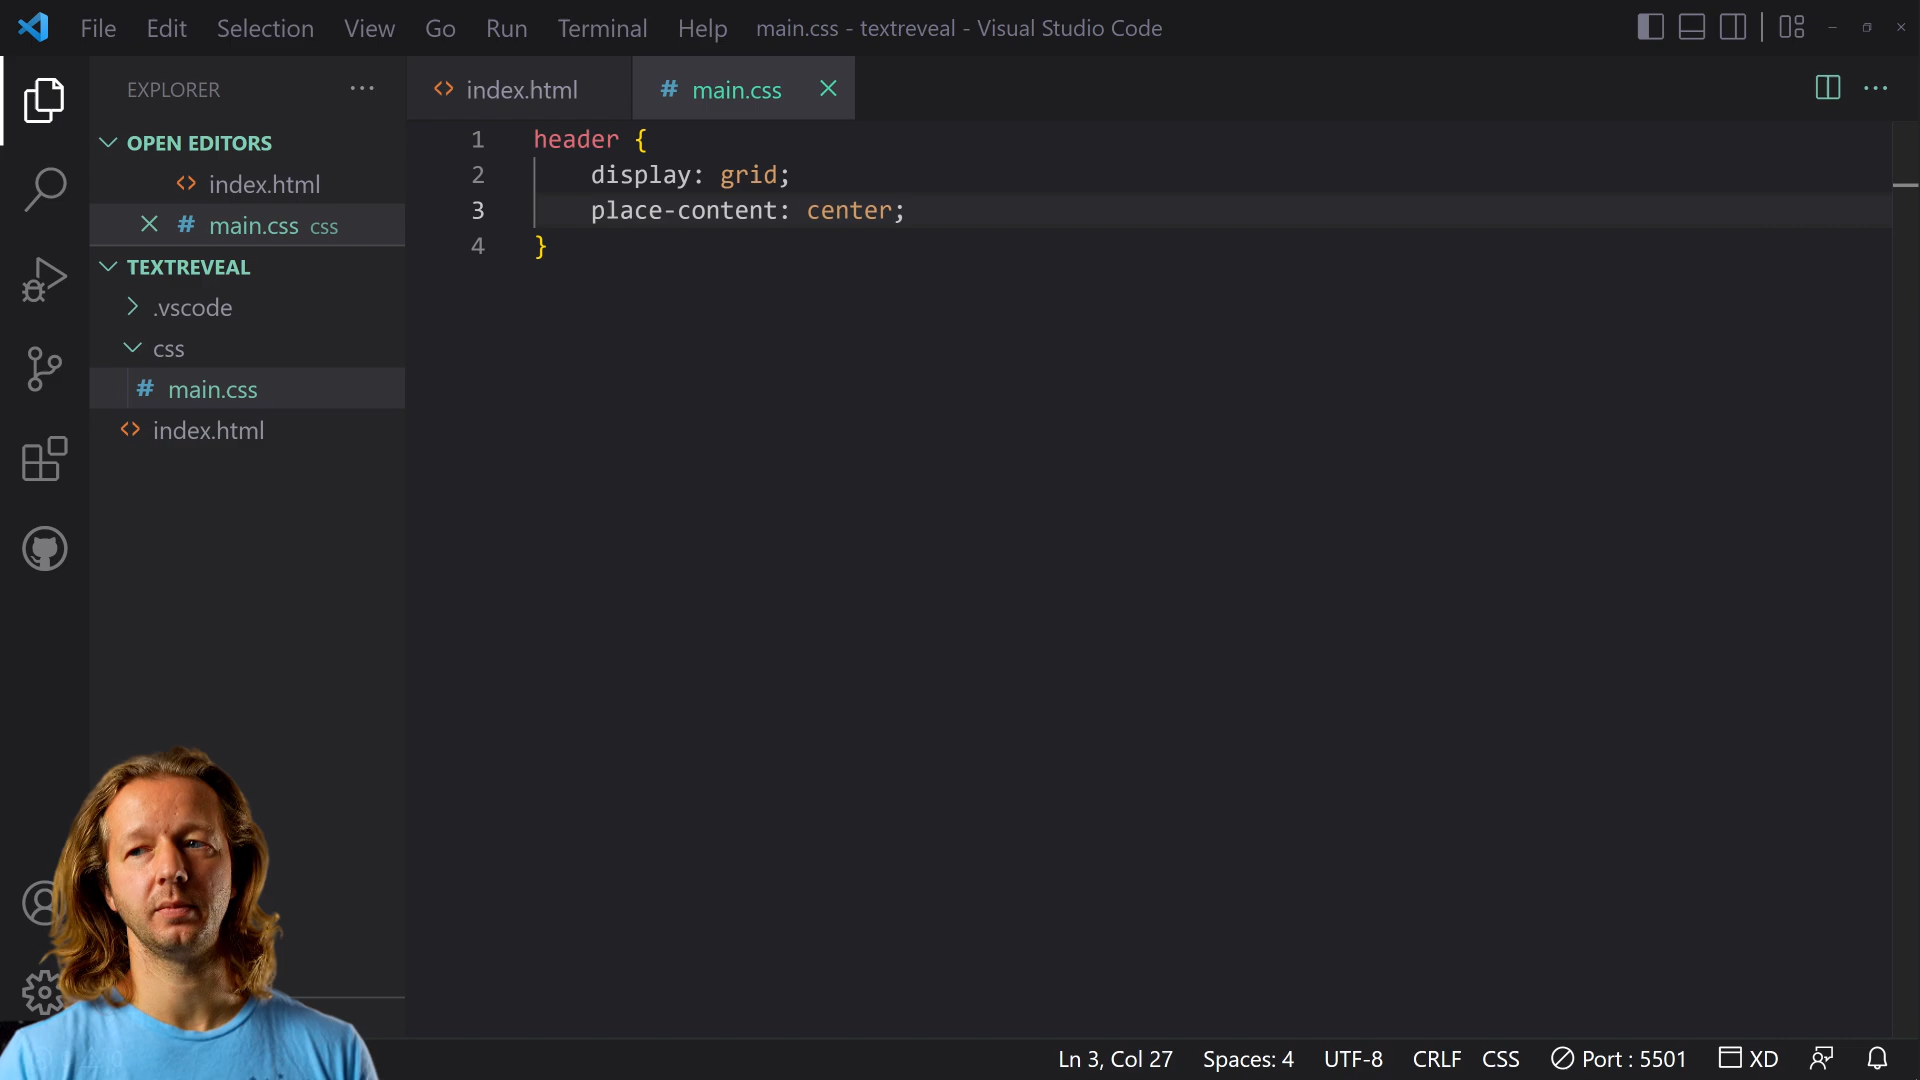 File Edit Selection View Go Run Terminal Help main.css - textreveal - Visual Studio Code
EXPLORER
OPEN EDITORS
index.html
main.css css
TEXTREVEAL
.vscode
css
main.css
index.html
index.html main.css
1 header {
2 display: grid;
3 place-content: center;
4 }
Ln 3, Col 27 Spaces: 4 UTF-8 CRLF CSS Port : 5501 XD